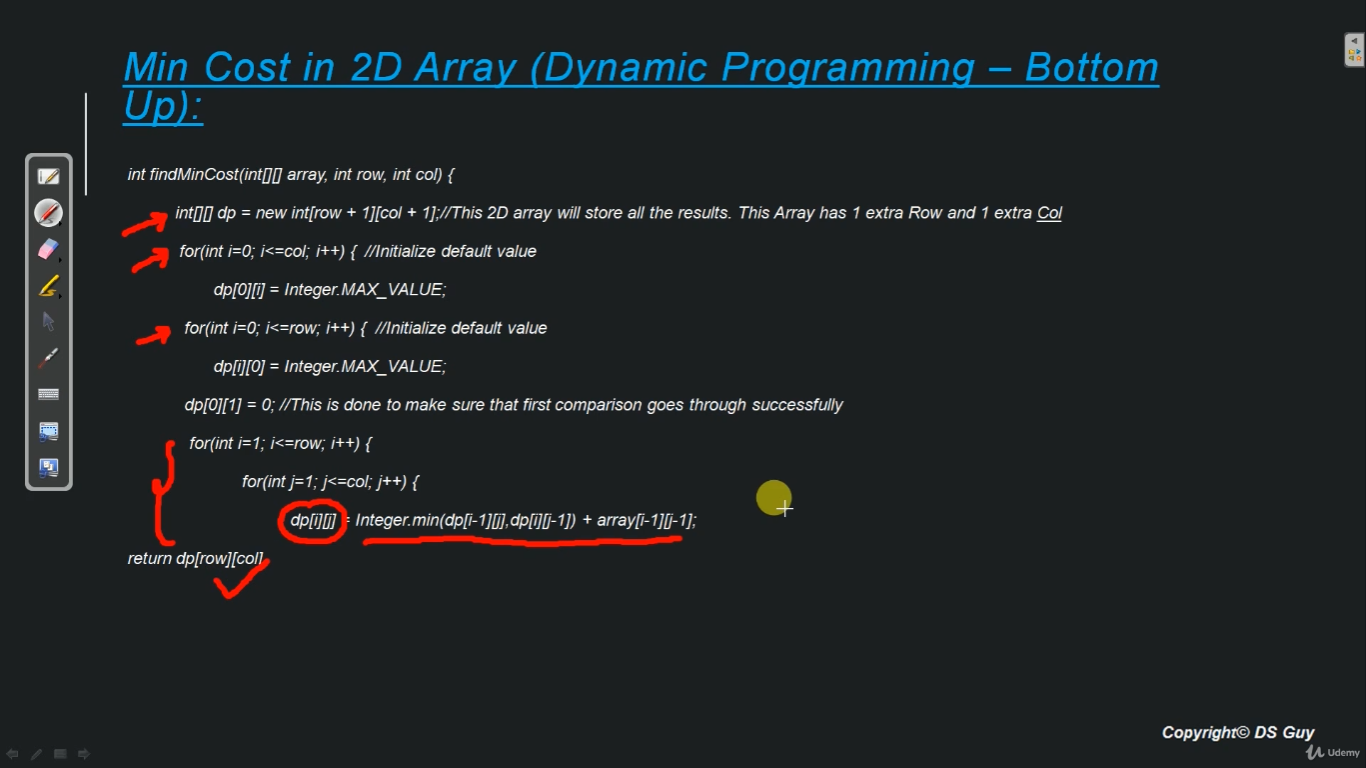 Min Cost in 2D Array (Dynamic Programming – Bottom
Up):
int findMinCost(int[][] array, int row, int col) {
int[][] dp = new int[row + 1][col + 1];//This 2D array will store all the results. This Array has 1 extra Row and 1 extra Col
for(int i=0; i<=col; i++) {  //Initialize default value
dp[0][i] = Integer.MAX_VALUE;
for(int i=0; i<=row; i++) {  //Initialize default value
dp[i][0] = Integer.MAX_VALUE;
dp[0][1] = 0; //This is done to make sure that first comparison goes through successfully
for(int i=1; i<=row; i++) {
for(int j=1; j<=col; j++) {
dp[i][j] = Integer.min(dp[i-1][j],dp[i][j-1]) + array[i-1][j-1];
return dp[row][col]
Copyright© DS Guy
Udemy